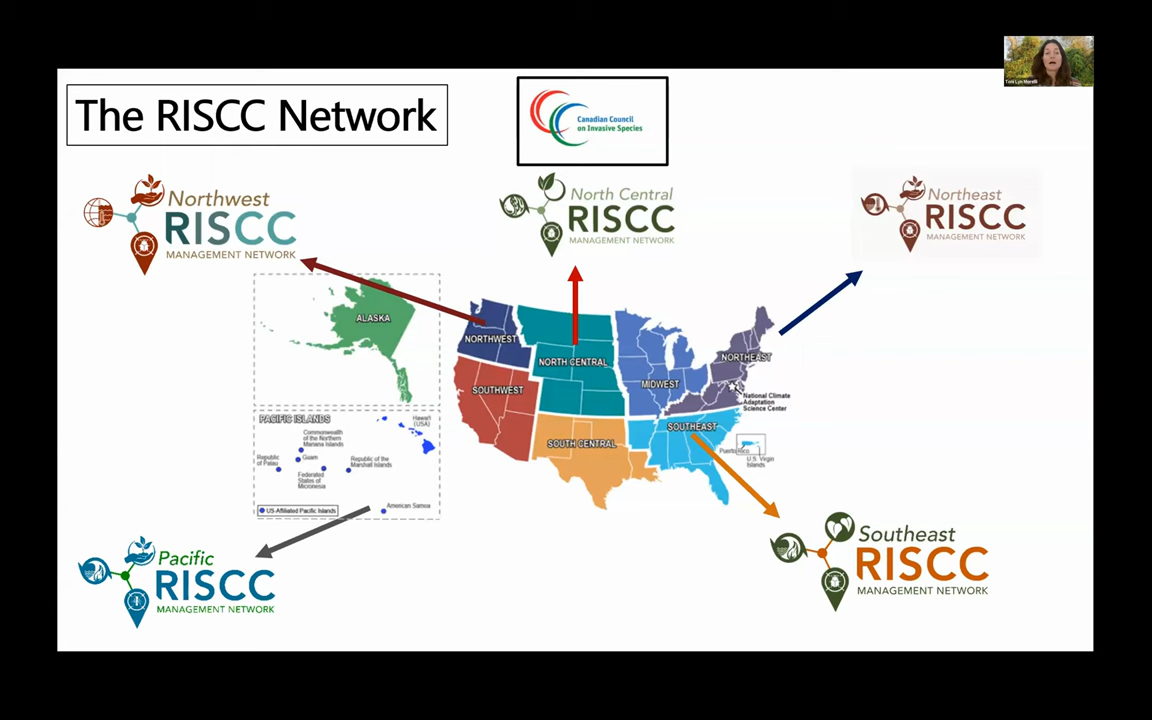 Toni Lyn Morelli
The RISCC Network
Canadian Council
on Invasive Species
Northwest
RISCC
MANAGEMENT NETWORK
North Central
RISCC
MANAGEMENT NETWORK
Northeast
RISCC
MANAGEMENT NETWORK
ALASKA
NORTHWEST
NORTH CENTRAL
SOUTHWEST
MIDWEST
NORTHEAST
National Climate
Adaptation
Science Center
SOUTH CENTRAL
SOUTHEAST
Puerto Rico
U.S. Virgin
Islands
PACIFIC ISLANDS
Hawai'i
(USA)
Commonwealth
of the Northern
Mariana Islands
Republic
of Palau
Guam
Republic of the
Marshall Islands
Federated
States of
Micronesia
American Samoa
US-Affiliated Pacific Islands
Pacific
RISCC
MANAGEMENT NETWORK
Southeast
RISCC
MANAGEMENT NETWORK